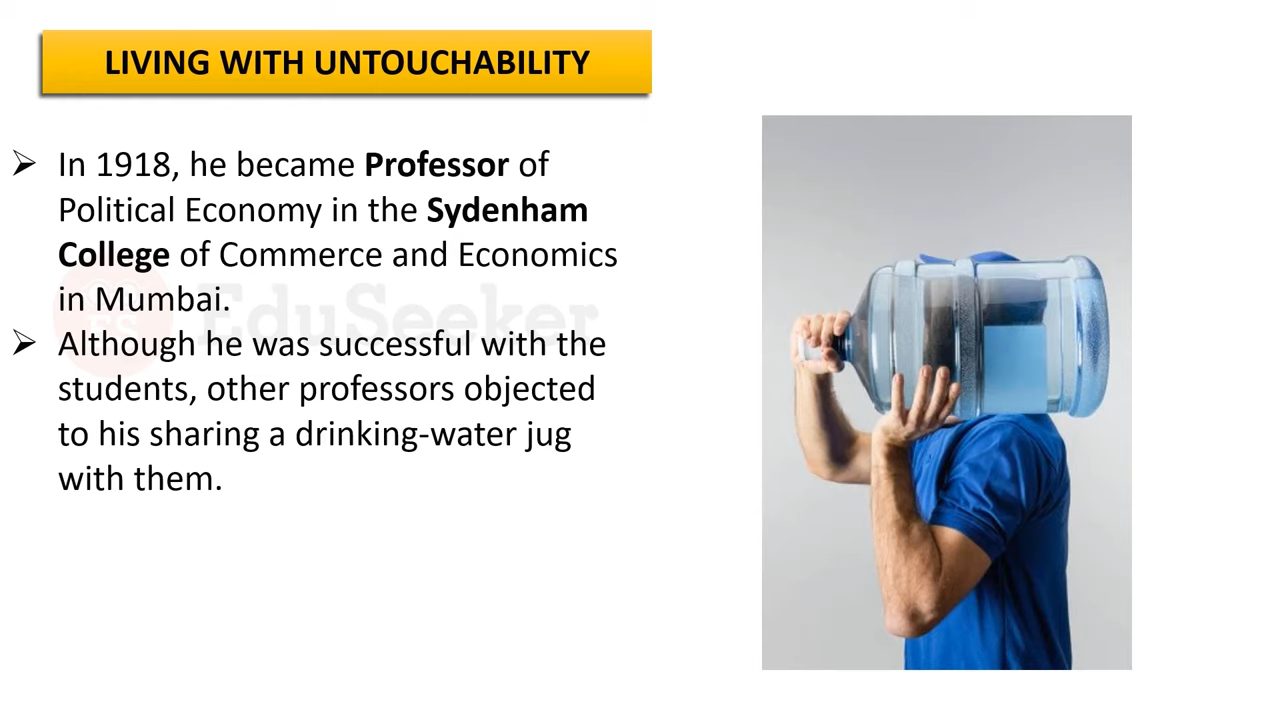 LIVING WITH UNTOUCHABILITY
➢ In 1918, he became Professor of
Political Economy in the Sydenham
College of Commerce and Economics
in Mumbai.
ES EduSeeker
➢ Although he was successful with the
students, other professors objected
to his sharing a drinking-water jug
with them.